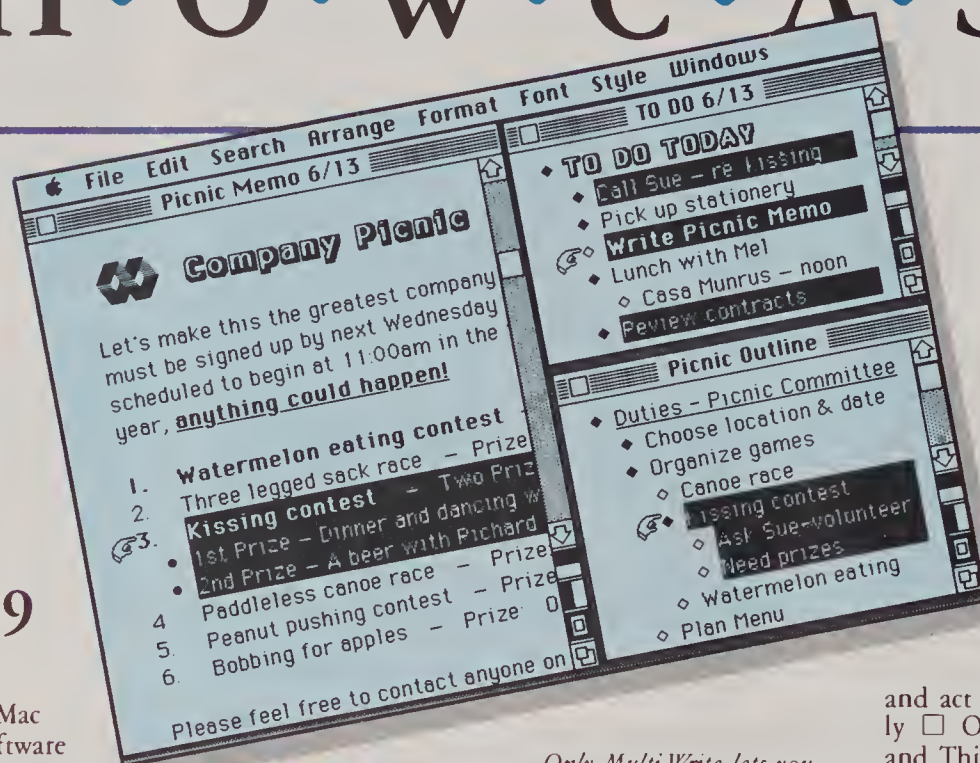 H • O • W • C • A • S
File Edit Search Arrange Format Font Style Windows
Picnic Memo 6/13
Company Picnic
Let's make this the greatest company
must be signed up by next Wednesday
scheduled to begin at 11:00am in the
year, anything could happen!
1. Watermelon eating contest -
2. Three legged sack race – Prize
3. Kissing contest – Two Priz
• 1st Prize – Dinner and dancing w
• 2nd Prize – A beer with Richard
4 Paddleless canoe race – Prize
5. Peanut pushing contest – Prize
6. Bobbing for apples – Prize O
Please feel free to contact anyone on
TO DO 6/13
TO DO TODAY
Call Sue – re kissing
Pick up stationery
Write Picnic Memo
Lunch with Mel
Casa Munrus – noon
Review contracts
Picnic Outline
Duties – Picnic Committee
Choose location & date
Organize games
Canoe race
Kissing contest
Ask Sue-volunteer
Need prizes
Watermelon eating
Plan Menu
9
Mac
ftware
Only Multi-Write lets you
and act
ly □ O
and Thi